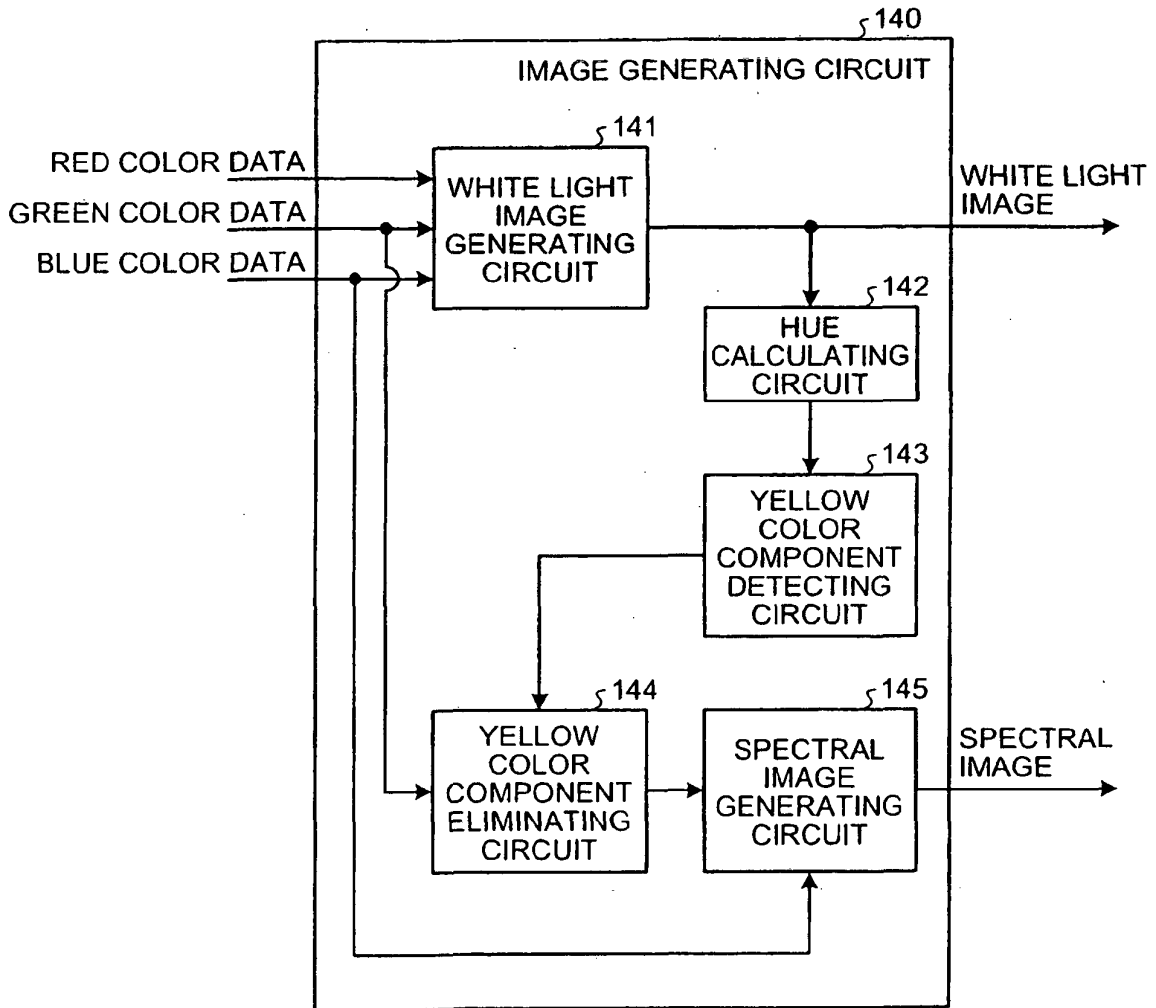 140
IMAGE GENERATING CIRCUIT
141
RED COLOR DATA
GREEN COLOR DATA
BLUE COLOR DATA
WHITE LIGHT
IMAGE
GENERATING
CIRCUIT
WHITE LIGHT
IMAGE
142
HUE
CALCULATING
CIRCUIT
143
YELLOW
COLOR
COMPONENT
DETECTING
CIRCUIT
144
YELLOW
COLOR
COMPONENT
ELIMINATING
CIRCUIT
145
SPECTRAL
IMAGE
GENERATING
CIRCUIT
SPECTRAL
IMAGE